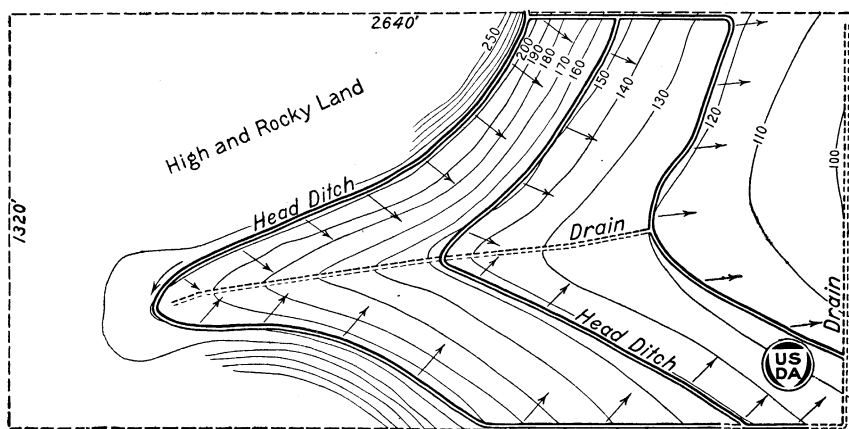 2640'
250
200
190
180
170
160
150
140
130
120
110
100
High and Rocky Land
Head Ditch
1320'
Drain
Head Ditch
Drain
US
DA